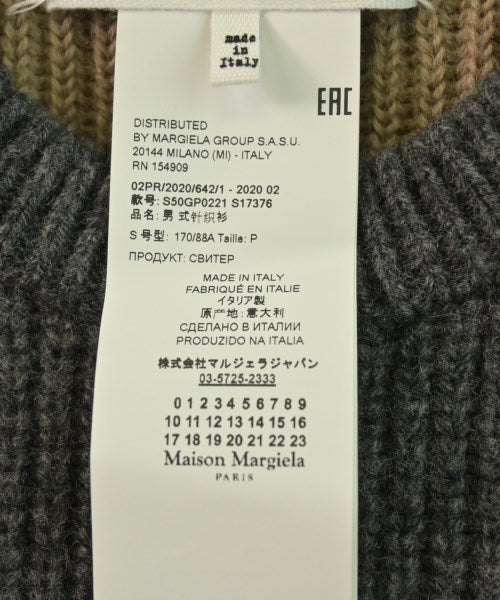 made
in
Italy
EAC
DISTRIBUTED
BY MARGIELA GROUP S.A.S.U.
20144 MILANO (MI) - ITALY
RN 154909
02PR/2020/642/1 - 2020 02
款号: S50GP0221 S17376
品名: 男 式针织衫
S 号型: 170/88A Taille: P
ПРОДУКТ: СВИТЕР
MADE IN ITALY
FABRIQUÉ EN ITALIE
イタリア製
原产地: 意大利
СДЕЛАНО В ИТАЛИИ
PRODUZIDO NA ITALIA
株式会社マルジェラジャパン
03-5725-2333
0 1 2 3 4 5 6 7 8 9
10 11 12 13 14 15 16
17 18 19 20 21 22 23
Maison Margiela
PARIS